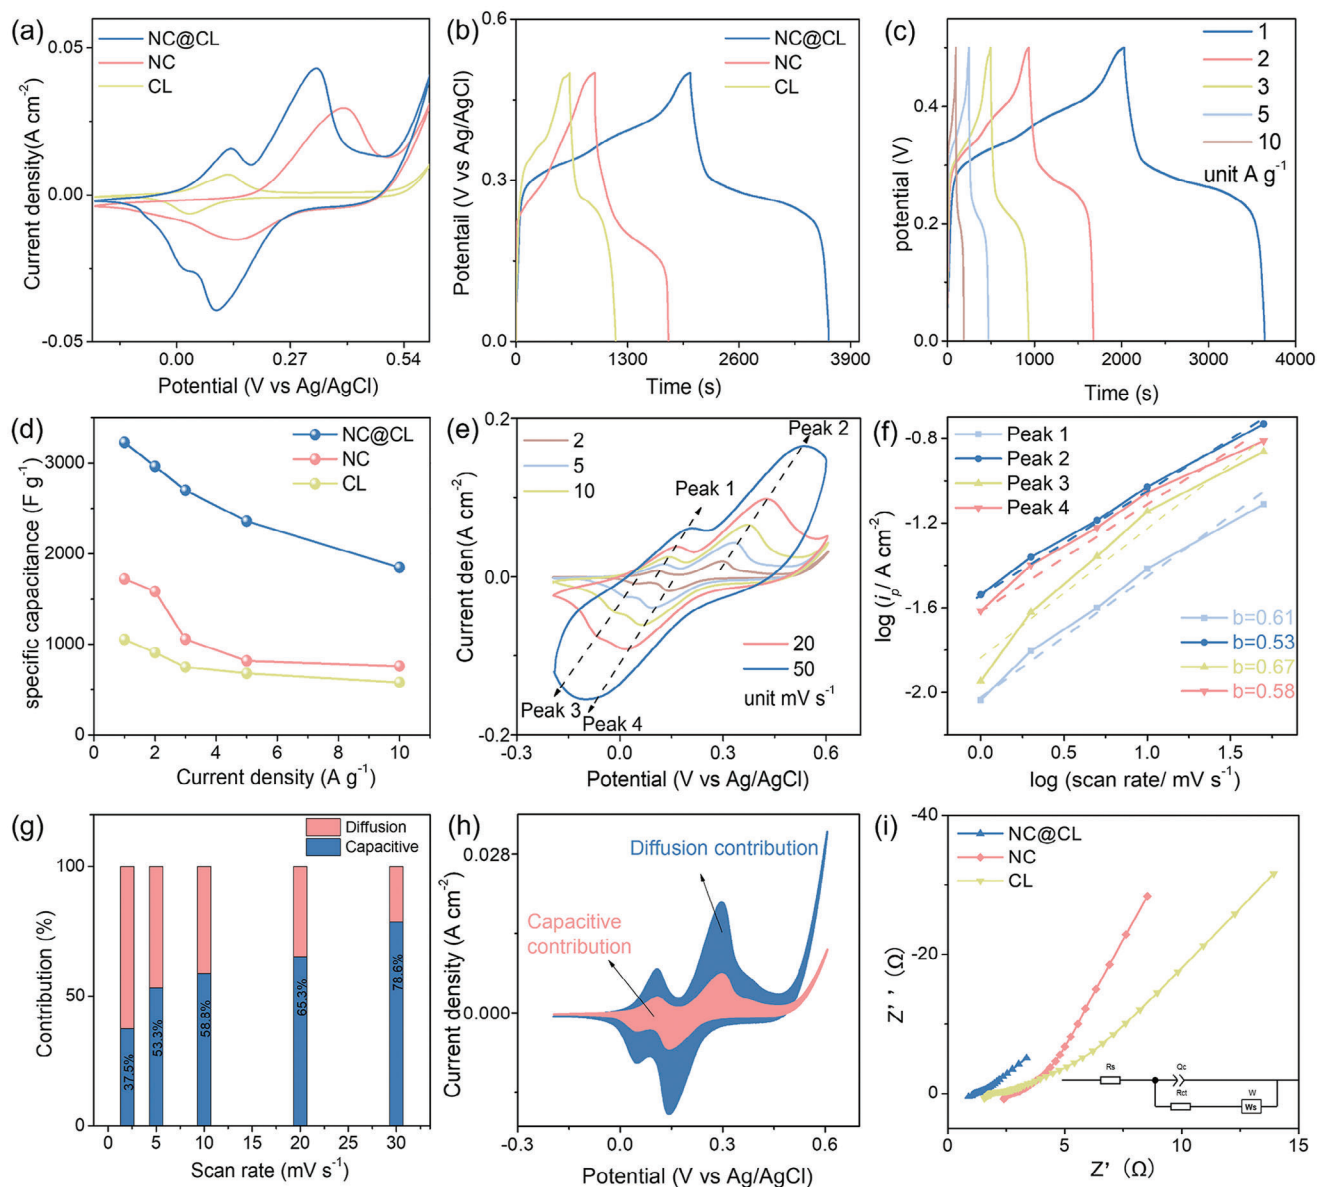 (a)
0.05
0.00
-0.05
Current density(A cm⁻²)
NC@CL
NC
CL
0.00
0.27
0.54
Potential (V vs Ag/AgCl)
(b)
0.6
0.3
0.0
Potentail (V vs Ag/AgCl)
NC@CL
NC
CL
0
1300
2600
3900
Time (s)
(c)
0.4
0.2
0.0
potential (V)
1
2
3
5
10
unit A g⁻¹
0
1000
2000
3000
4000
Time (s)
(d)
3000
2000
1000
0
specific capacitance (F g⁻¹)
NC@CL
NC
CL
0
2
4
6
8
10
Current density (A g⁻¹)
(e)
0.2
0.0
-0.2
Current den(A cm⁻²)
2
5
10
Peak 2
Peak 1
20
50
unit mV s⁻¹
Peak 3
Peak 4
-0.3
0.0
0.3
0.6
Potential (V vs Ag/AgCl)
(f)
-0.8
-1.2
-1.6
-2.0
log (iₚ/ A cm⁻²)
Peak 1
Peak 2
Peak 3
Peak 4
b=0.61
b=0.53
b=0.67
b=0.58
0.0
0.5
1.0
1.5
log (scan rate/ mV s⁻¹)
(g)
100
50
0
Contribution (%)
Diffusion
Capacitive
37.5%
53.3%
58.8%
65.3%
78.6%
0
5
10
15
20
25
30
Scan rate (mV s⁻¹)
(h)
0.028
0.000
Current density (A cm⁻²)
Diffusion contribution
Capacitive
contribution
-0.3
0.0
0.3
0.6
Potential (V vs Ag/AgCl)
(i)
-40
-20
0
Z'' (Ω)
NC@CL
NC
CL
Rs
Qc
Rct
W
Ws
0
5
10
15
Z' (Ω)